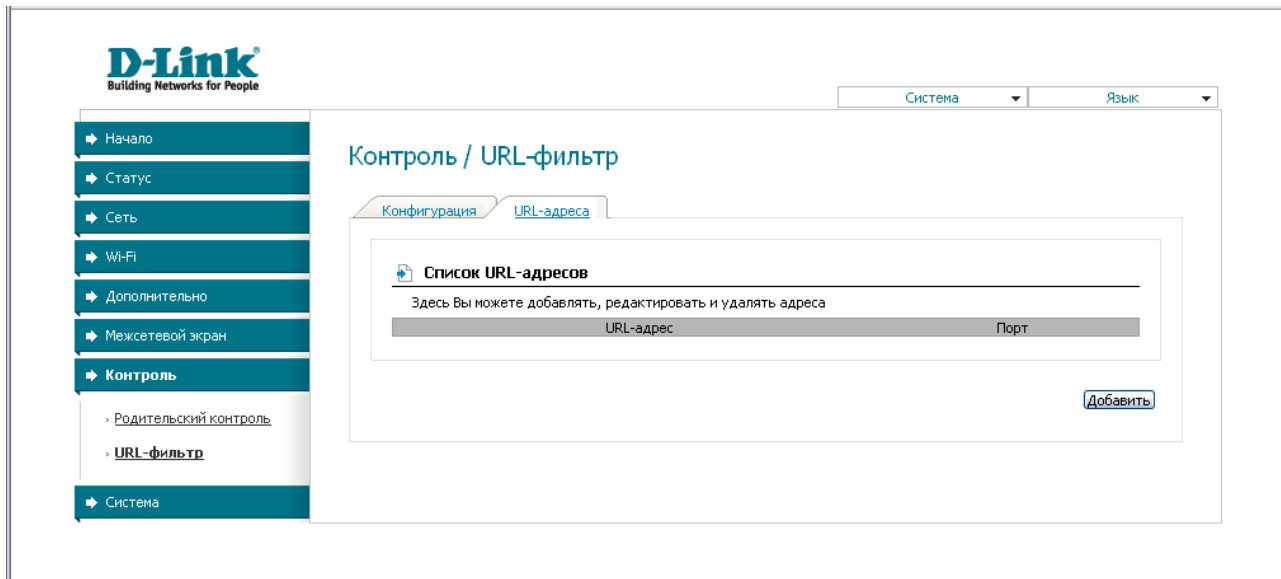 D-Link
Building Networks for People
Система
Язык
Начало
Статус
Сеть
Wi-Fi
Дополнительно
Межсетевой экран
Контроль
Родительский контроль
URL-фильтр
Система
Контроль / URL-фильтр
Конфигурация
URL-адреса
Список URL-адресов
Здесь Вы можете добавлять, редактировать и удалять адреса
URL-адрес Порт
Добавить